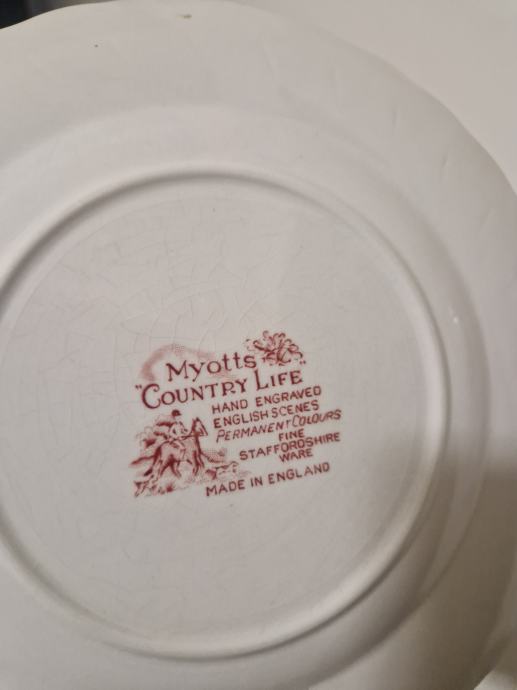 Myotts
"COUNTRY LIFE"
HAND ENGRAVED
ENGLISH SCENES
PERMANENT COLOURS
FINE
STAFFORDSHIRE
WARE
MADE IN ENGLAND